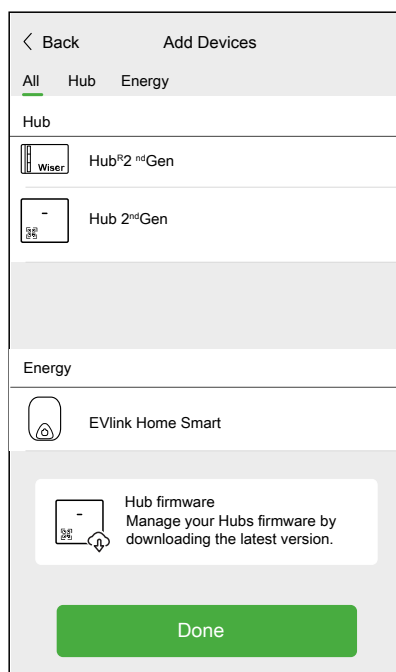 Back Add Devices
All Hub Energy
Hub
Wiser Hubᴿ2 ⁿᵈGen
Hub 2ⁿᵈGen
Energy
EVlink Home Smart
Hub firmware
Manage your Hubs firmware by
downloading the latest version.
Done